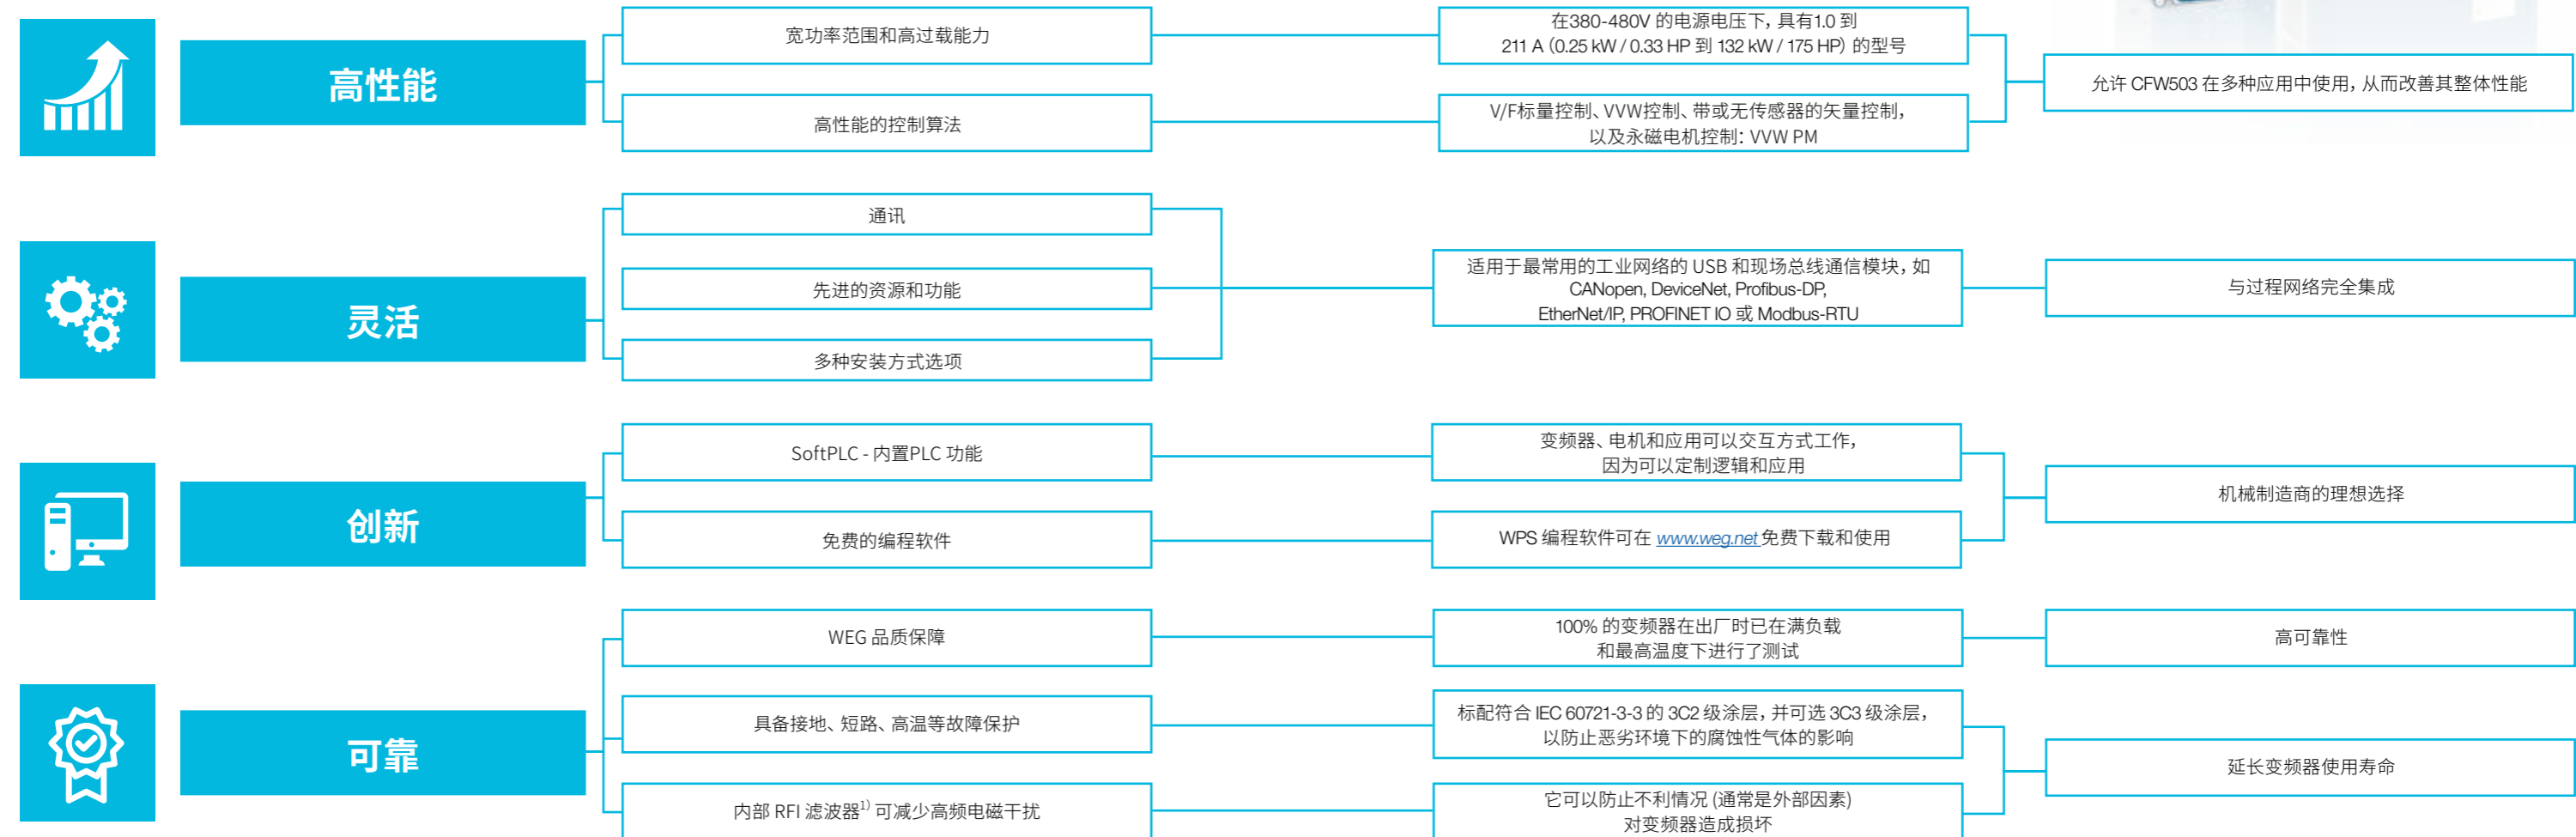 高性能
宽功率范围和高过载能力
在380-480V 的电源电压下，具有1.0 到
211 A (0.25 kW / 0.33 HP 到 132 kW / 175 HP) 的型号
高性能的控制算法
V/F标量控制、VVW控制、带或无传感器的矢量控制，
以及永磁电机控制：VVW PM
允许 CFW503 在多种应用中使用，从而改善其整体性能
灵活
通讯
先进的资源和功能
多种安装方式选项
适用于最常用的工业网络的 USB 和现场总线通信模块，如
CANopen, DeviceNet, Profibus-DP,
EtherNet/IP, PROFINET IO 或 Modbus-RTU
与过程网络完全集成
创新
SoftPLC - 内置PLC 功能
变频器、电机和应用可以交互方式工作，
因为可以定制逻辑和应用
免费的编程软件
WPS 编程软件可在 www.weg.net 免费下载和使用
机械制造商的理想选择
可靠
WEG 品质保障
100% 的变频器在出厂时已在满负载
和最高温度下进行了测试
高可靠性
具备接地、短路、高温等故障保护
标配符合 IEC 60721-3-3 的 3C2 级涂层，并可选 3C3 级涂层，
以防止恶劣环境下的腐蚀性气体的影响
内部 RFI 滤波器1) 可减少高频电磁干扰
它可以防止不利情况 (通常是外部因素)
对变频器造成损坏
延长变频器使用寿命